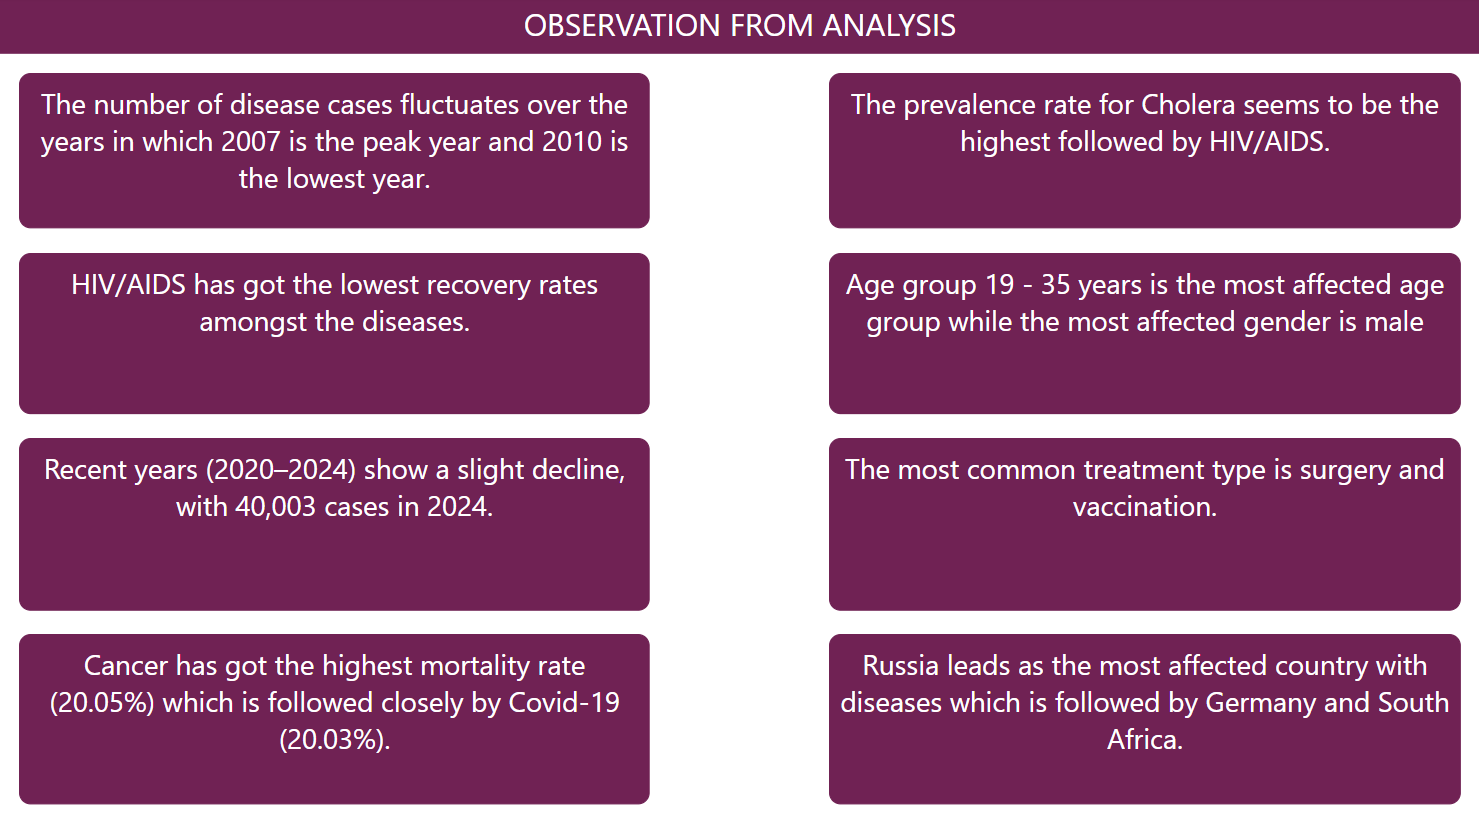 OBSERVATION FROM ANALYSIS
The number of disease cases fluctuates over the
years in which 2007 is the peak year and 2010 is
the lowest year.
The prevalence rate for Cholera seems to be the
highest followed by HIV/AIDS.
HIV/AIDS has got the lowest recovery rates
amongst the diseases.
Age group 19 - 35 years is the most affected age
group while the most affected gender is male
Recent years (2020–2024) show a slight decline,
with 40,003 cases in 2024.
The most common treatment type is surgery and
vaccination.
Cancer has got the highest mortality rate
(20.05%) which is followed closely by Covid-19
(20.03%).
Russia leads as the most affected country with
diseases which is followed by Germany and South
Africa.